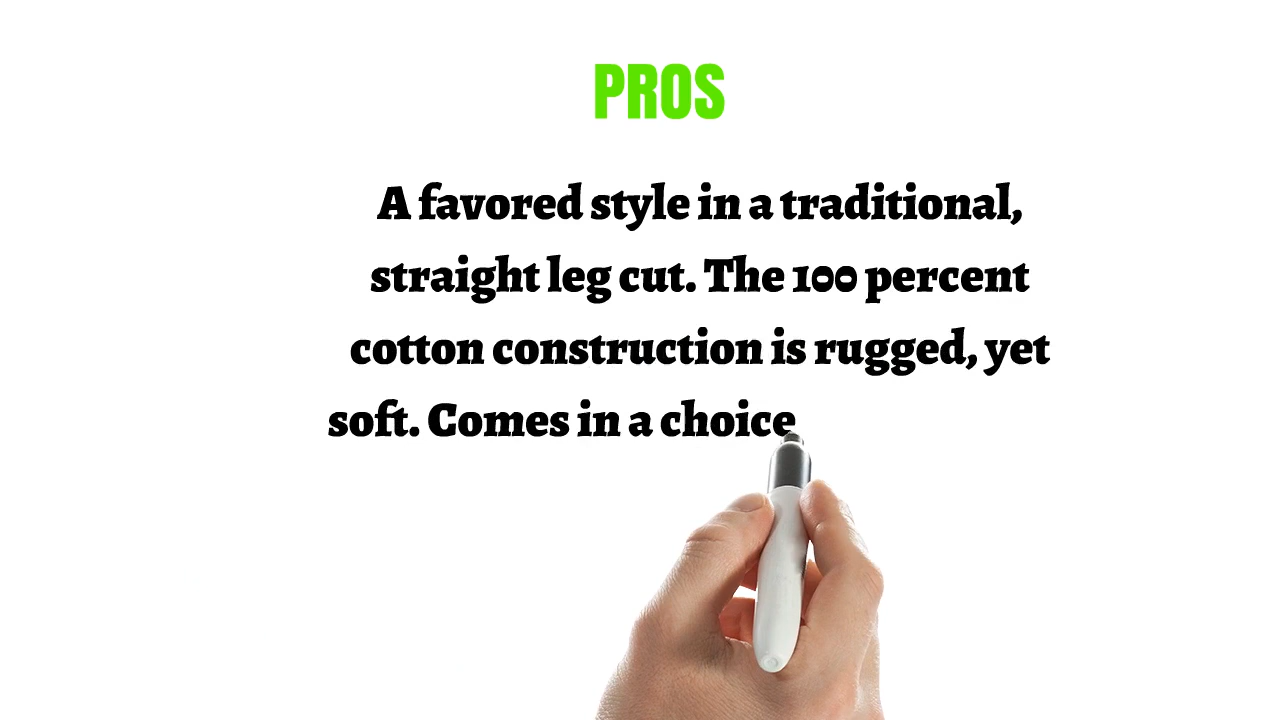 PROS
A favored style in a traditional,
straight leg cut. The 100 percent
cotton construction is rugged, yet
soft. Comes in a choice